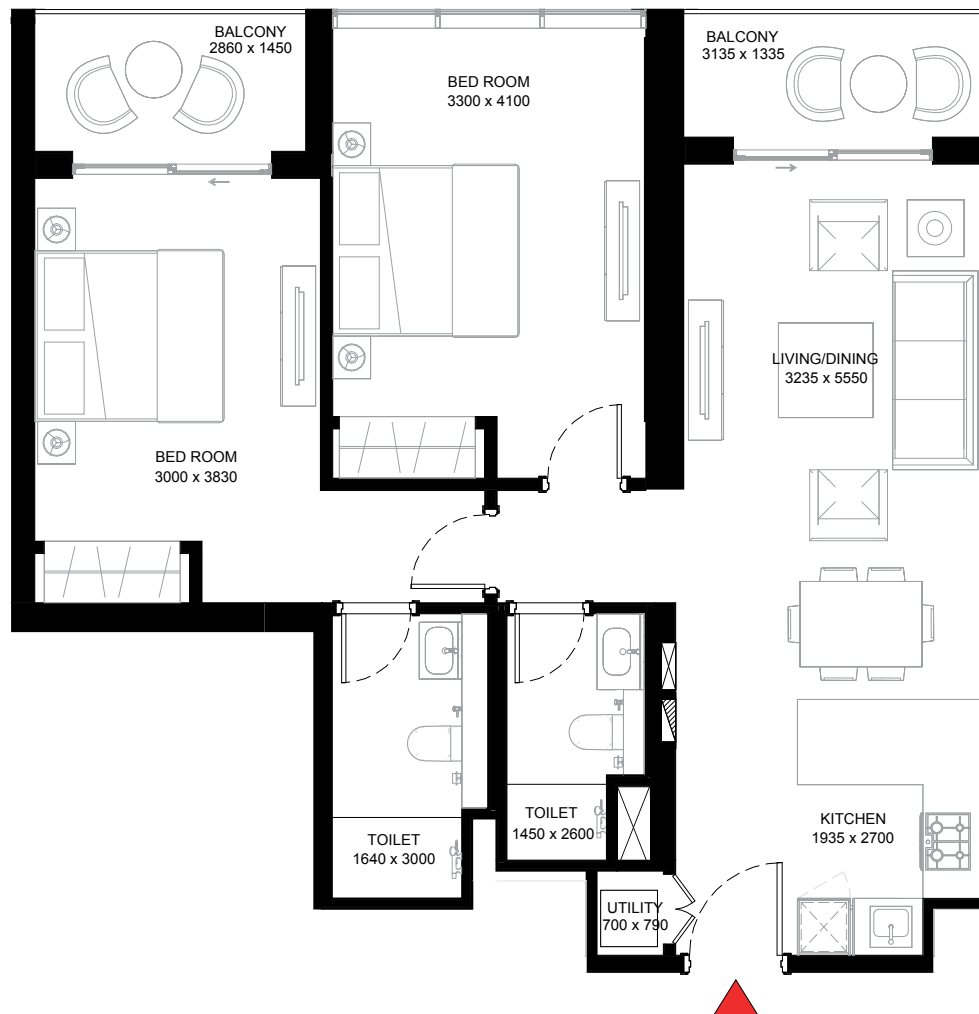 BALCONY
2860 x 1450
BED ROOM
3300 x 4100
BALCONY
3135 x 1335
LIVING/DINING
3235 x 5550
BED ROOM
3000 x 3830
TOILET
1640 x 3000
TOILET
1450 x 2600
KITCHEN
1935 x 2700
UTILITY
700 x 790